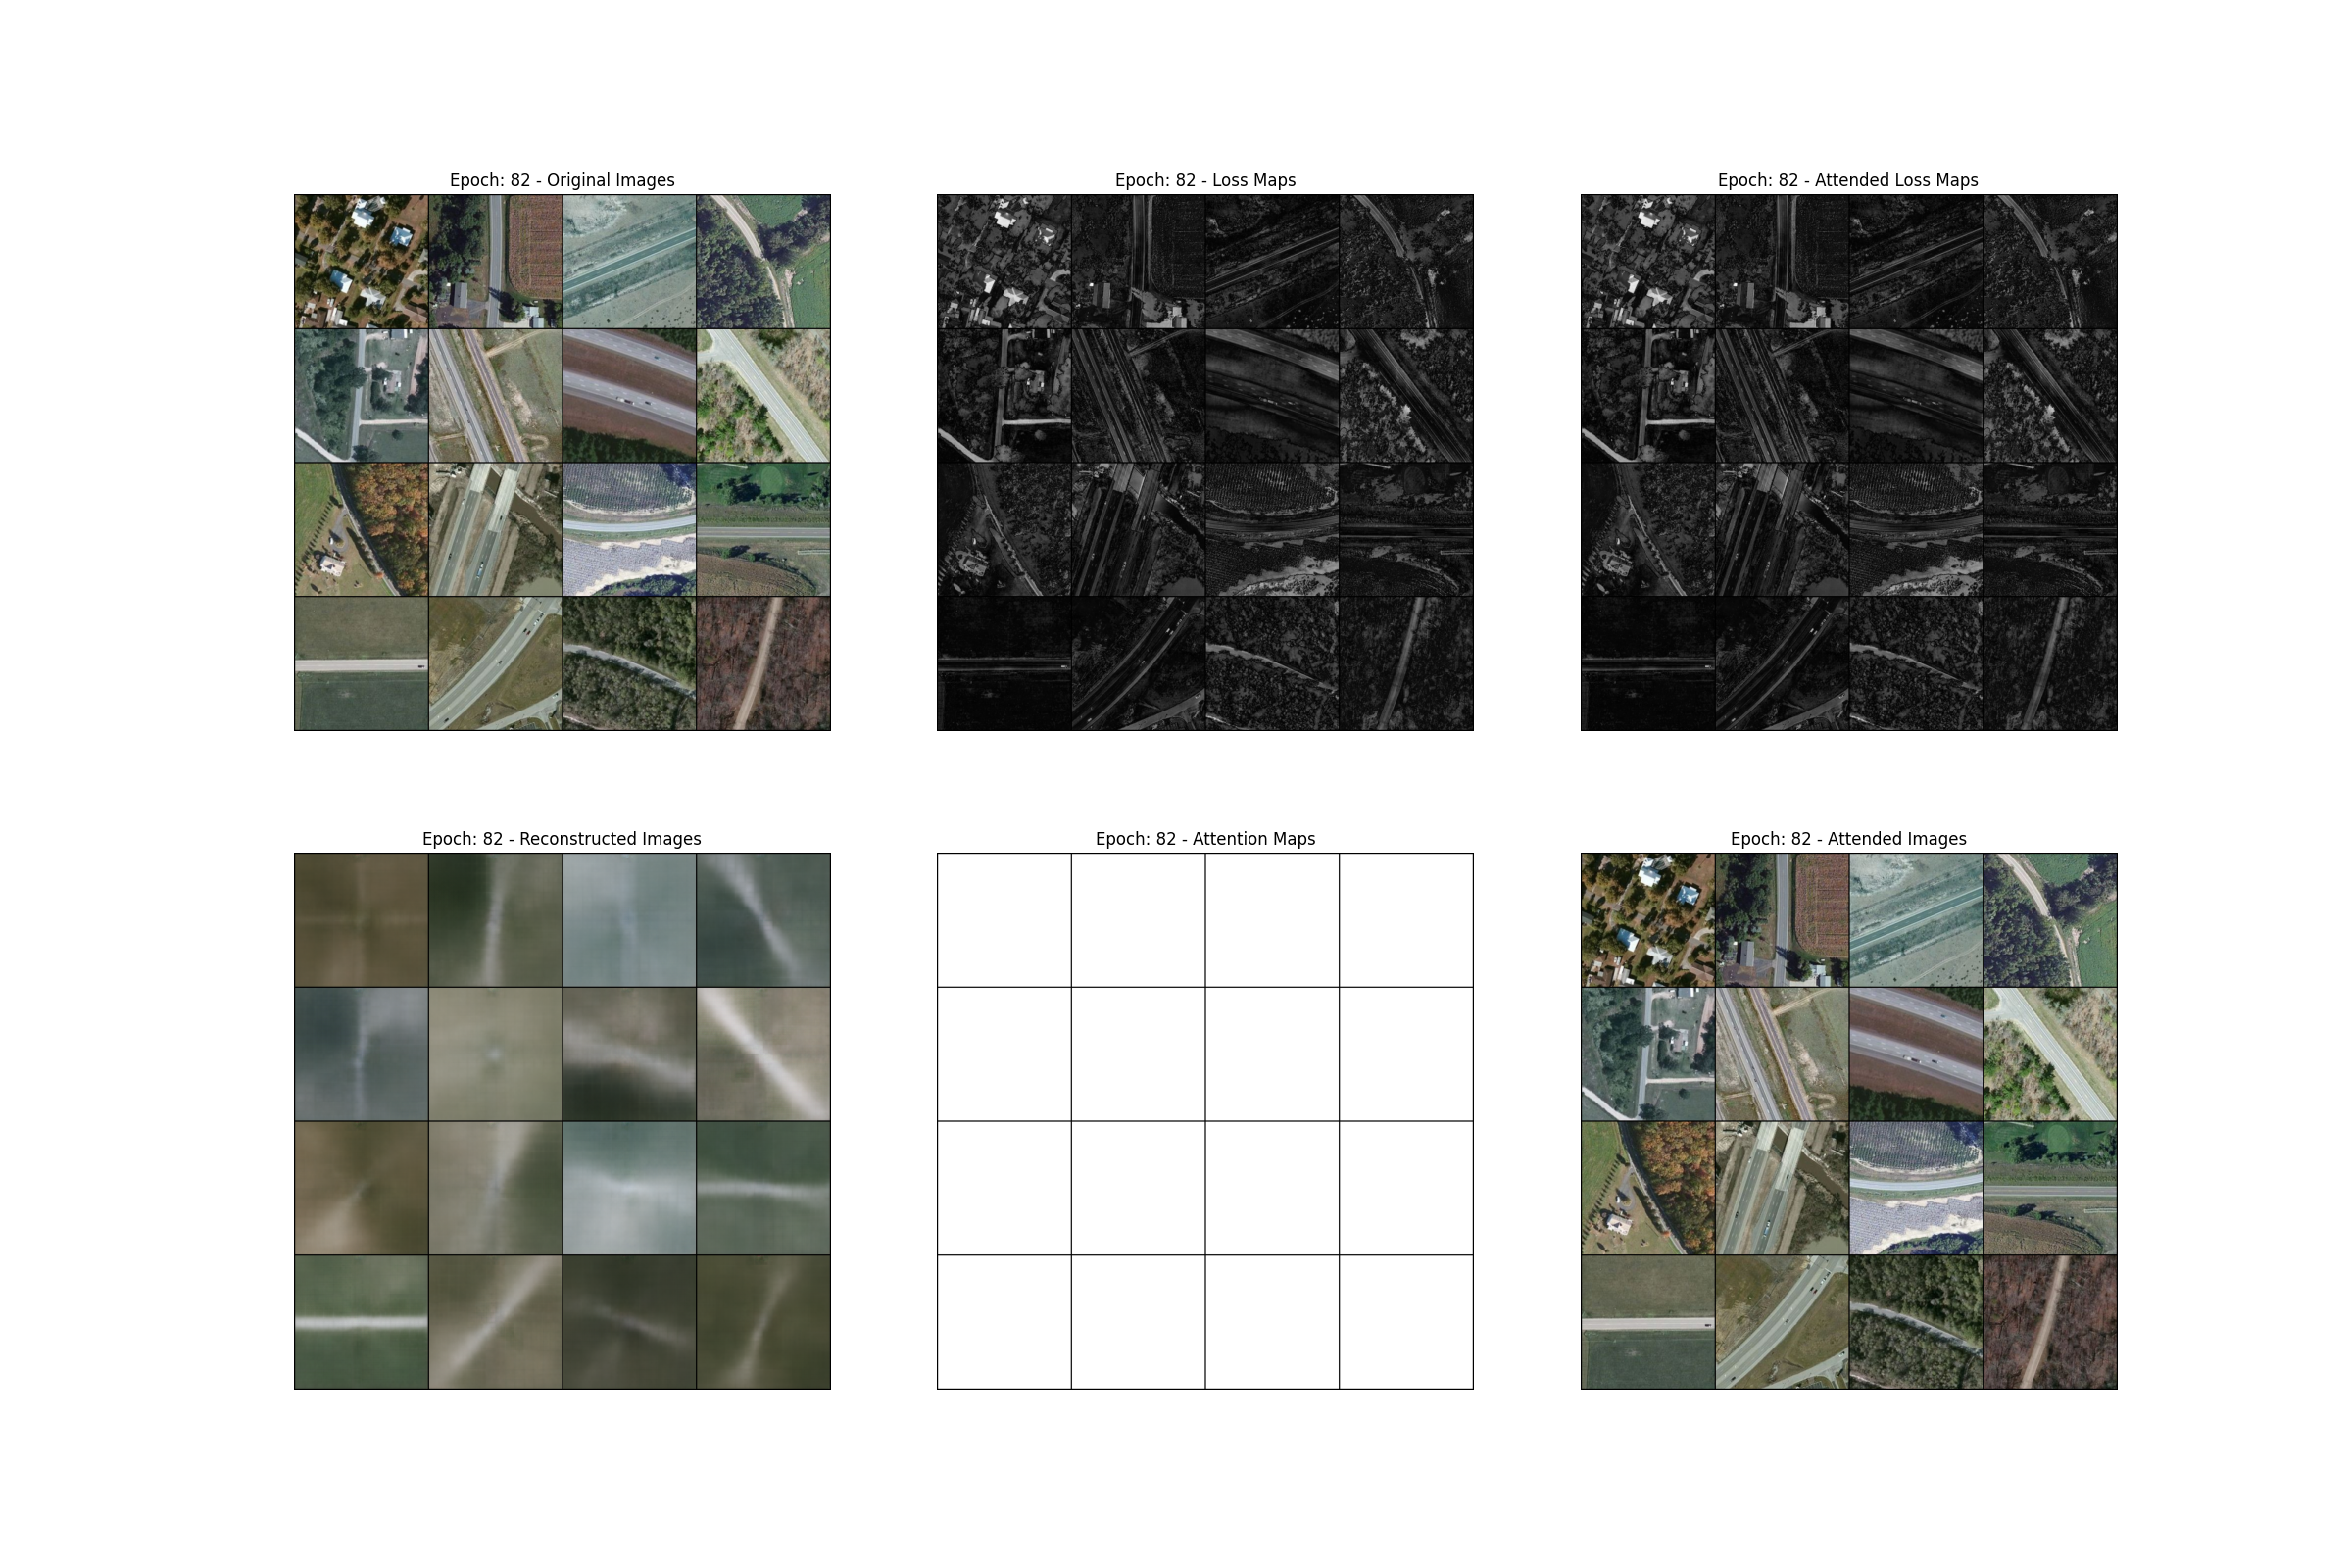 Epoch: 82 - Original Images
Epoch: 82 - Loss Maps
Epoch: 82 - Attended Loss Maps
Epoch: 82 - Reconstructed Images
Epoch: 82 - Attention Maps
Epoch: 82 - Attended Images